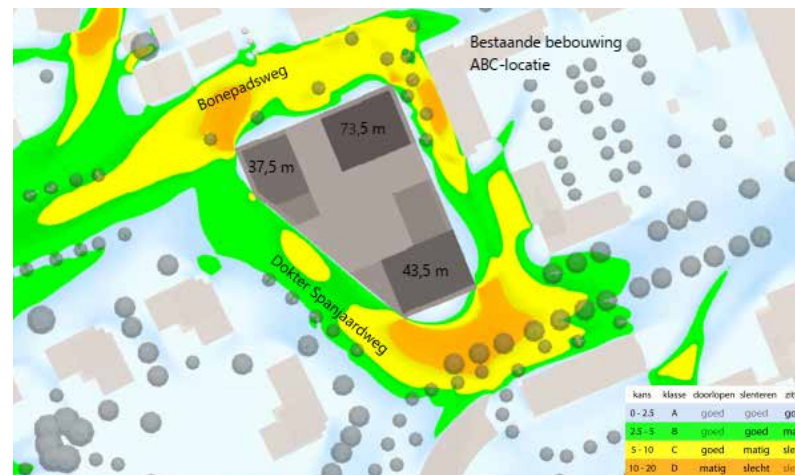 Bestaande bebouwing
ABC-locatie
Bonepadsweg
73,5 m
37,5 m
43,5 m
Dokter Spanjaardweg
kans klasse doorlopen slenteren
0 - 2.5 A goed goed
2.5 - 5 B goed goed
5 - 10 C goed matig
10 - 20 D matig slecht